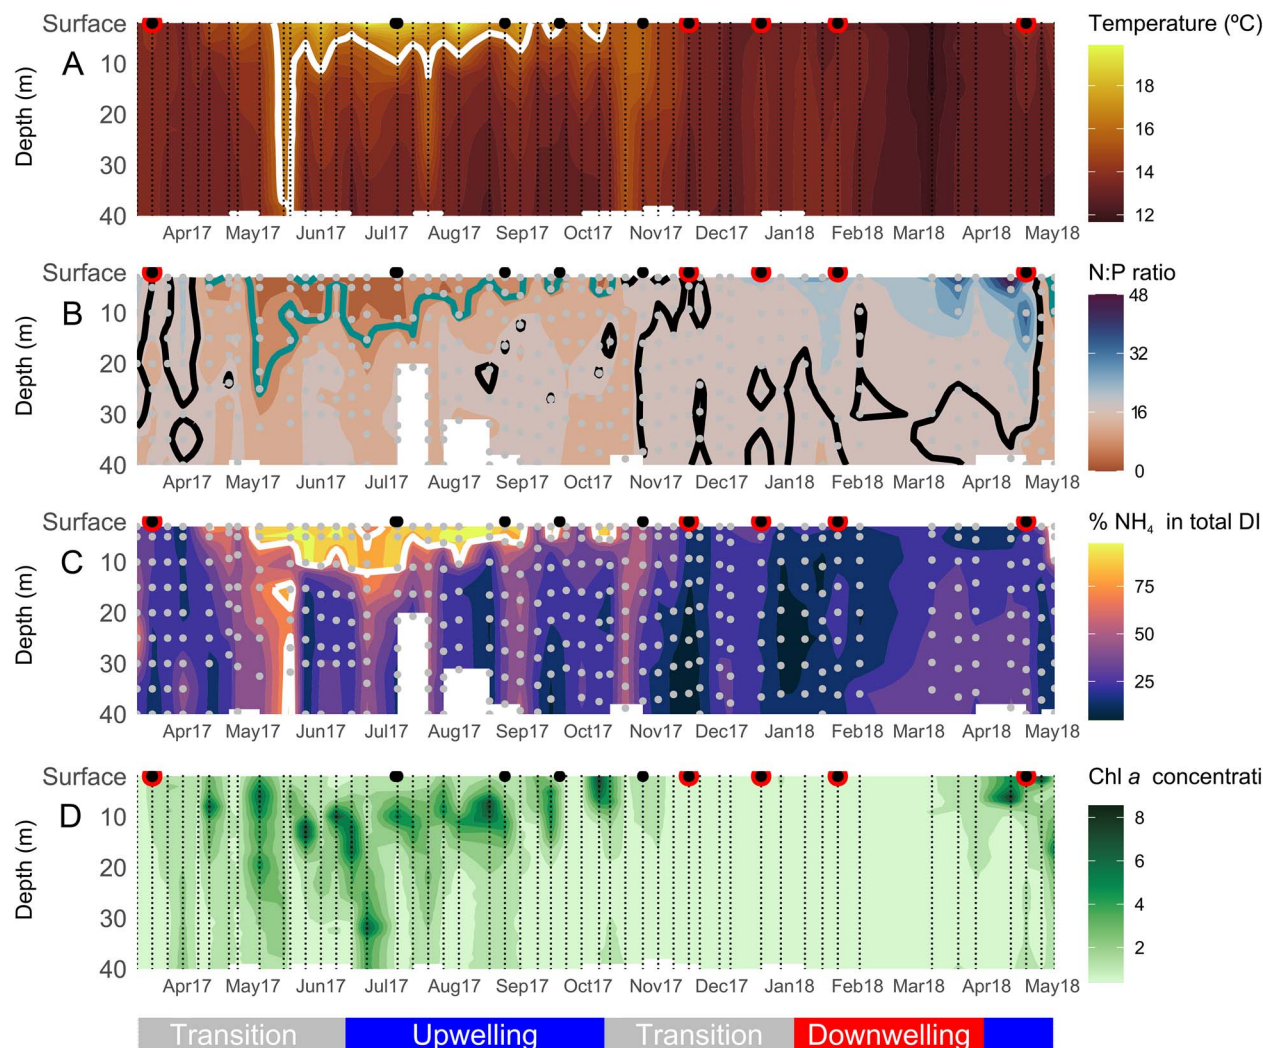 Surface
A
10
20
30
40
Depth (m)
Apr17 May17 Jun17 Jul17 Aug17 Sep17 Oct17 Nov17 Dec17 Jan18 Feb18 Mar18 Apr18 May18
Temperature (ºC)
18
16
14
12
Surface
B
10
20
30
40
Depth (m)
Apr17 May17 Jun17 Jul17 Aug17 Sep17 Oct17 Nov17 Dec17 Jan18 Feb18 Mar18 Apr18 May18
N:P ratio
48
32
16
0
Surface
C
10
20
30
40
Depth (m)
Apr17 May17 Jun17 Jul17 Aug17 Sep17 Oct17 Nov17 Dec17 Jan18 Feb18 Mar18 Apr18 May18
% NH₄ in total DI
75
50
25
Surface
D
10
20
30
40
Depth (m)
Apr17 May17 Jun17 Jul17 Aug17 Sep17 Oct17 Nov17 Dec17 Jan18 Feb18 Mar18 Apr18 May18
Chl a concentrati
8
6
4
2
Transition Upwelling Transition Downwelling